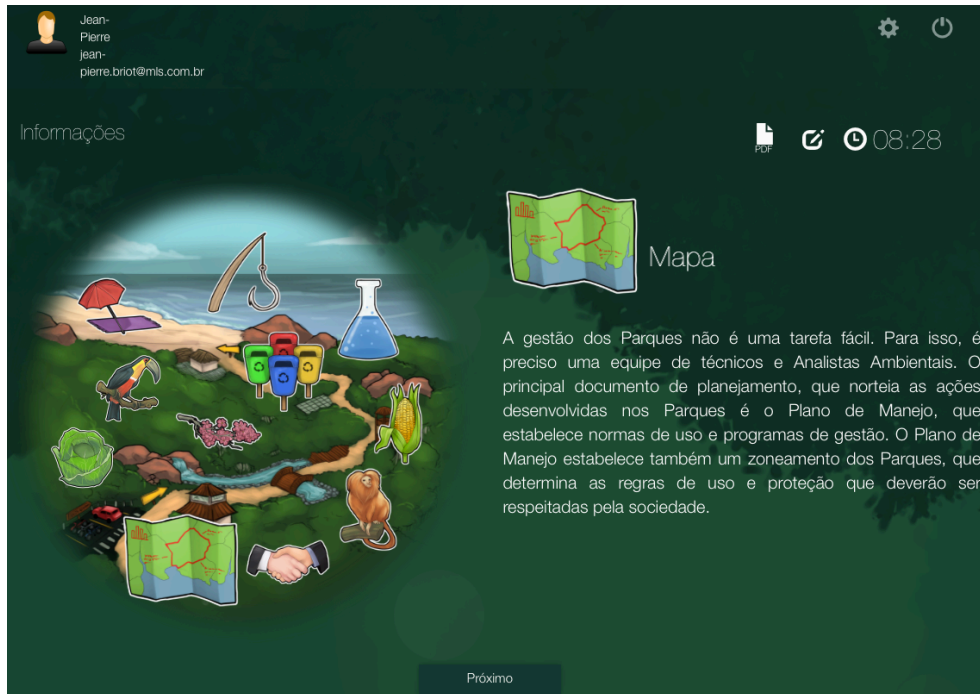 Jean-
Pierre
jean-
pierre.briot@mls.com.br
Informações
PDF
08:28
Mapa
A gestão dos Parques não é uma tarefa fácil. Para isso, é
preciso uma equipe de técnicos e Analistas Ambientais. O
principal documento de planejamento, que norteia as ações
desenvolvidas nos Parques é o Plano de Manejo, que
estabelece normas de uso e programas de gestão. O Plano de
Manejo estabelece também um zoneamento dos Parques, que
determina as regras de uso e proteção que deverão ser
respeitadas pela sociedade.
Próximo